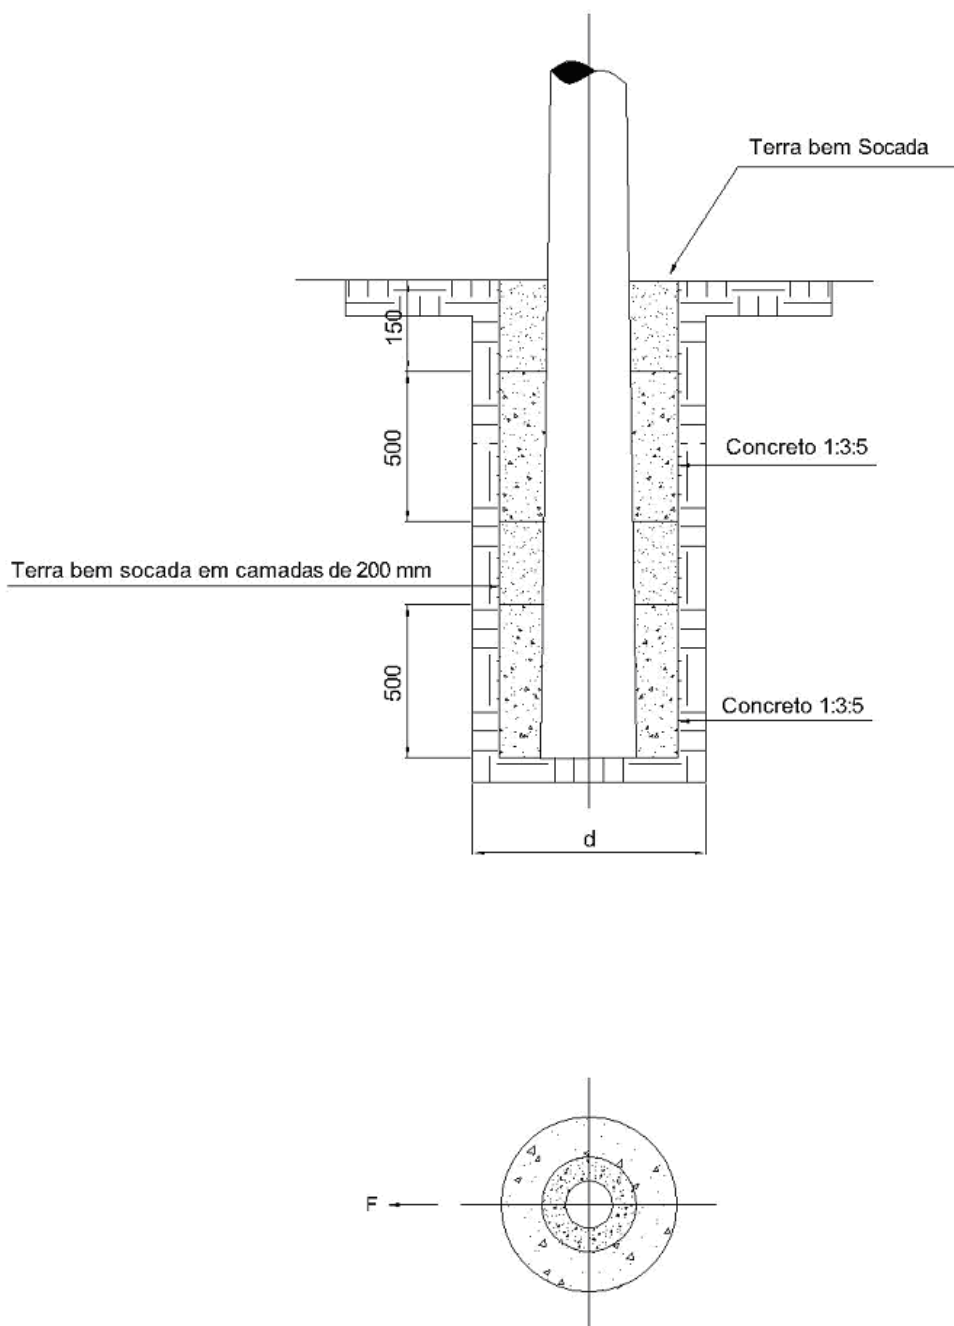 Terra bem Socada
150
500
Concreto 1:3:5
Terra bem socada em camadas de 200 mm
500
Concreto 1:3:5
d
F